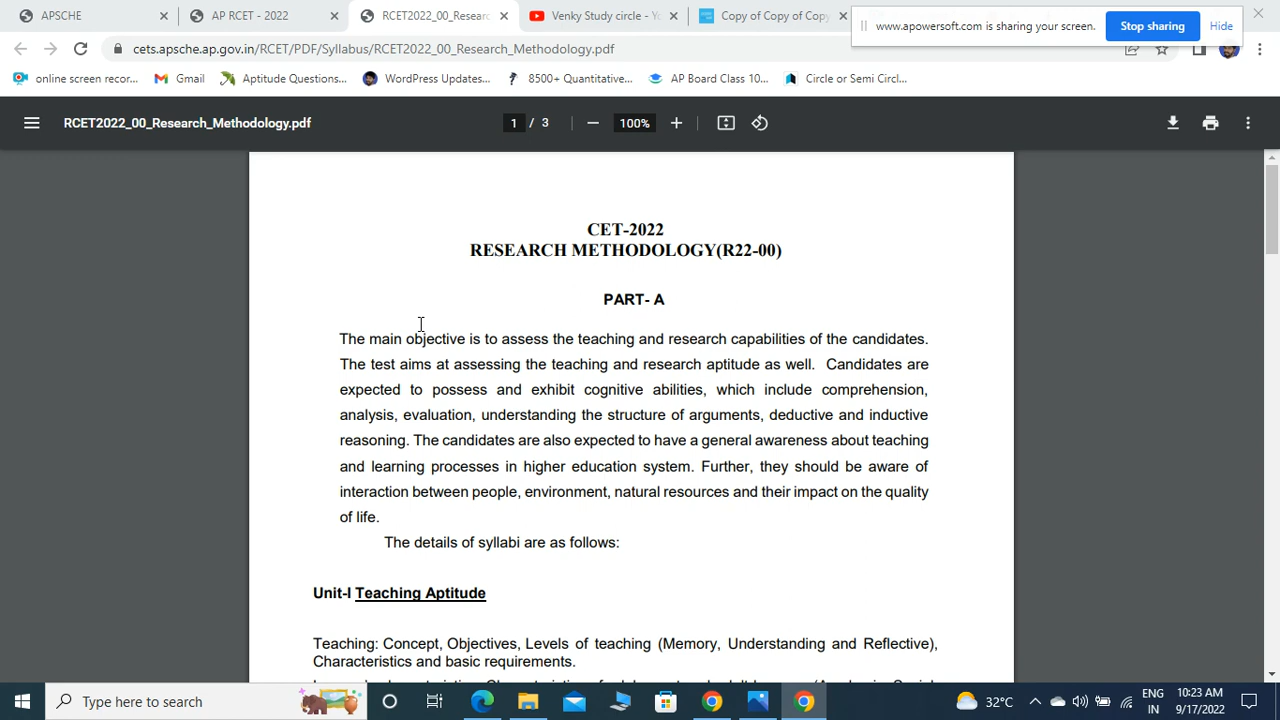 APSCHE
AP RCET - 2022
RCET2022_00_Researc
Venky Study circle - Yo
Copy of Copy of Copy
www.apowersoft.com is sharing your screen.
Stop sharing
Hide
cets.apsche.ap.gov.in/RCET/PDF/Syllabus/RCET2022_00_Research_Methodology.pdf
online screen recor...
Gmail
Aptitude Questions...
WordPress Updates...
8500+ Quantitative...
AP Board Class 10...
Circle or Semi Circl...
RCET2022_00_Research_Methodology.pdf
1 / 3
100%
CET-2022
RESEARCH METHODOLOGY(R22-00)
PART- A
The main objective is to assess the teaching and research capabilities of the candidates.
The test aims at assessing the teaching and research aptitude as well. Candidates are
expected to possess and exhibit cognitive abilities, which include comprehension,
analysis, evaluation, understanding the structure of arguments, deductive and inductive
reasoning. The candidates are also expected to have a general awareness about teaching
and learning processes in higher education system. Further, they should be aware of
interaction between people, environment, natural resources and their impact on the quality
of life.
The details of syllabi are as follows:
Unit-I Teaching Aptitude
Teaching: Concept, Objectives, Levels of teaching (Memory, Understanding and Reflective),
Characteristics and basic requirements.
Type here to search
32°C
ENG
IN
10:23 AM
9/17/2022